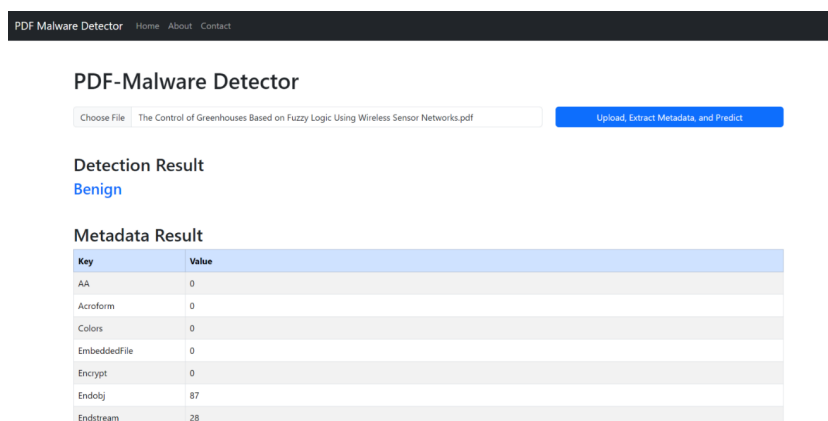 PDF Malware Detector Home About Contact
PDF-Malware Detector
Choose File The Control of Greenhouses Based on Fuzzy Logic Using Wireless Sensor Networks.pdf Upload, Extract Metadata, and Predict
Detection Result
Benign
Metadata Result
Key Value
AA 0
Acroform 0
Colors 0
EmbeddedFile 0
Encrypt 0
Endobj 87
Endstream 28